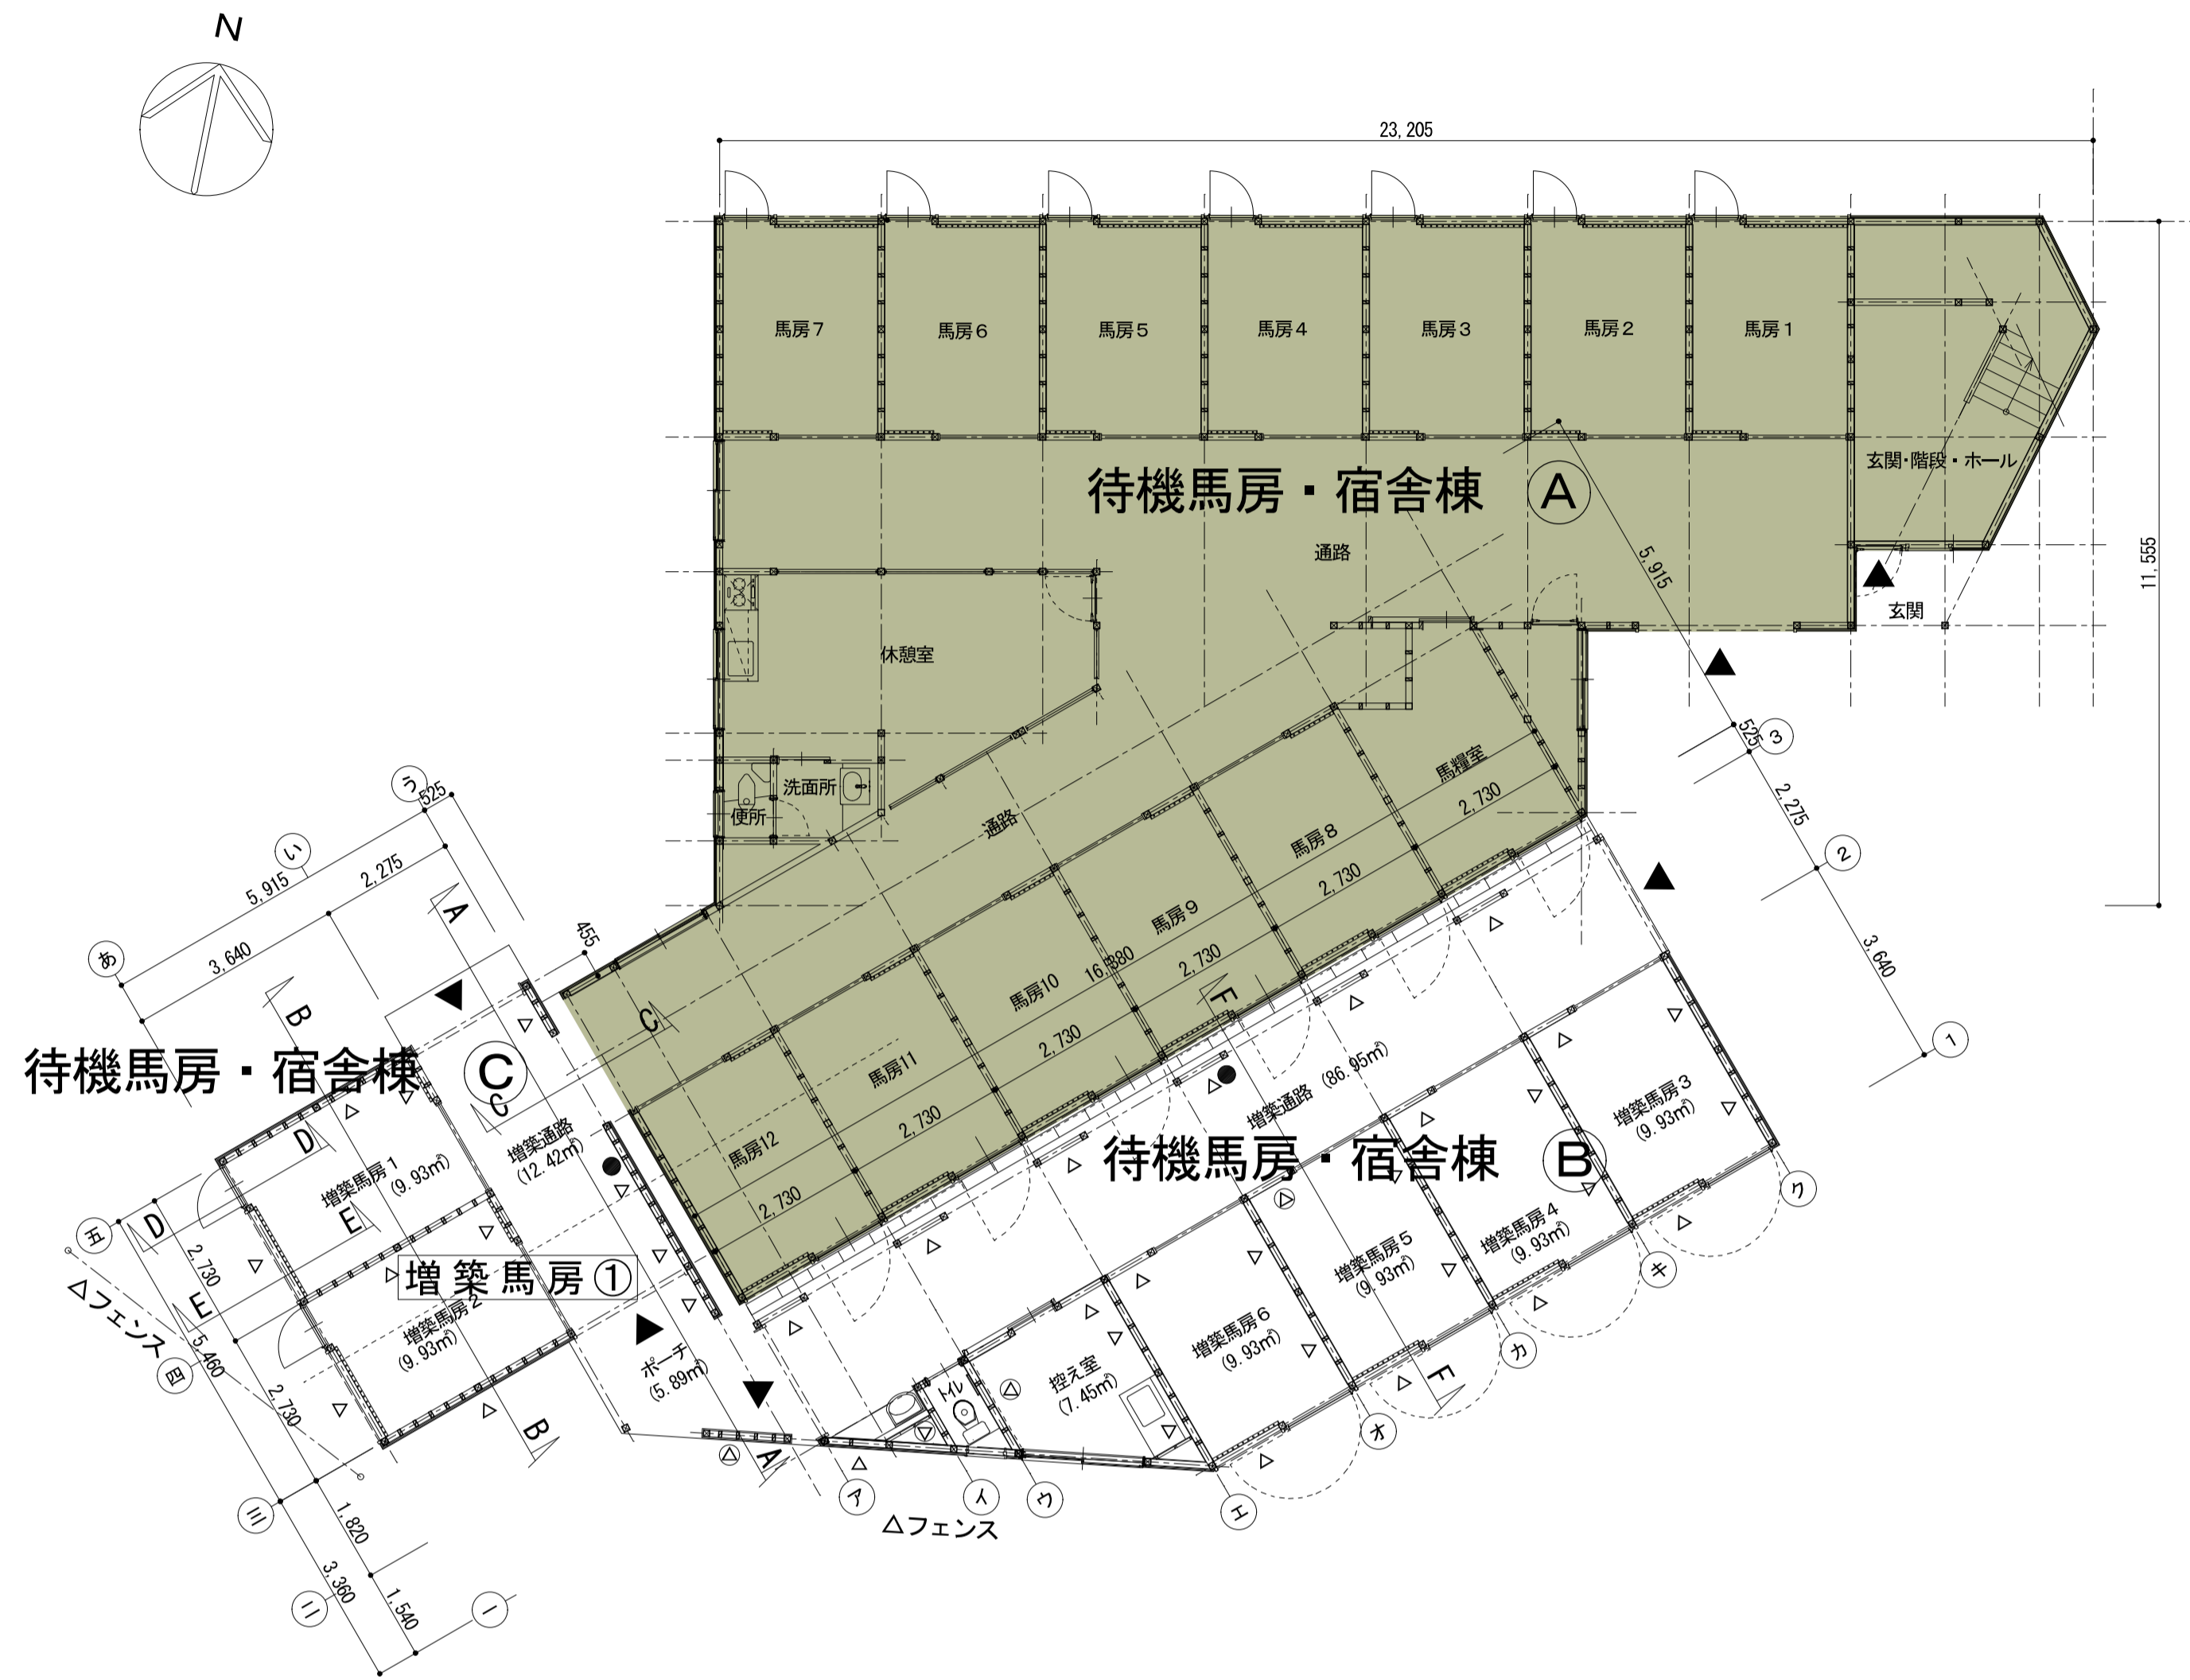 N
23,205
馬房7
馬房6
馬房5
馬房4
馬房3
馬房2
馬房1
玄関・階段・ホール
待機馬房・宿舎棟 A
通路
5,915
11,555
玄関
休憩室
525
3
馬糧室
2,730
洗面所
便所
通路
2,275
2
馬房8
2,730
う
525
い
5,915
2,275
A
馬房9
16,380
2,730
3,640
1
あ
3,640
455
B
C
馬房10
2,730
F
待機馬房・宿舎棟 C
C
D
増築通路
(12.42㎡)
馬房11
2,730
増築通路 (86.95㎡)
増築馬房3
(9.93㎡)
待機馬房・宿舎棟 B
増築馬房1
(9.93㎡)
E
馬房12
2,730
ク
五
D
2,730
増築馬房4
(9.93㎡)
キ
増築馬房①
増築馬房5
(9.93㎡)
△フェンス
E
5,460
増築馬房2
(9.93㎡)
増築馬房6
(9.93㎡)
カ
四
2,730
ポーチ
(5.89㎡)
トイレ
控え室
(7.45㎡)
F
B
A
オ
三
ア
イ
ウ
エ
△フェンス
1,820
3,360
二
1,540
一